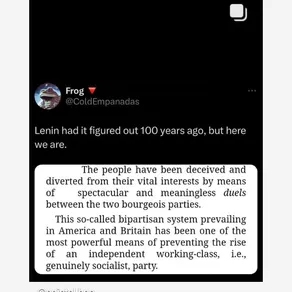 Frog 🔻
@ColdEmpanadas
Lenin had it figured out 100 years ago, but here
we are.
The people have been deceived and
diverted from their vital interests by means
of spectacular and meaningless duels
between the two bourgeois parties.
This so-called bipartisan system prevailing
in America and Britain has been one of the
most powerful means of preventing the rise
of an independent working-class, i.e.,
genuinely socialist, party.